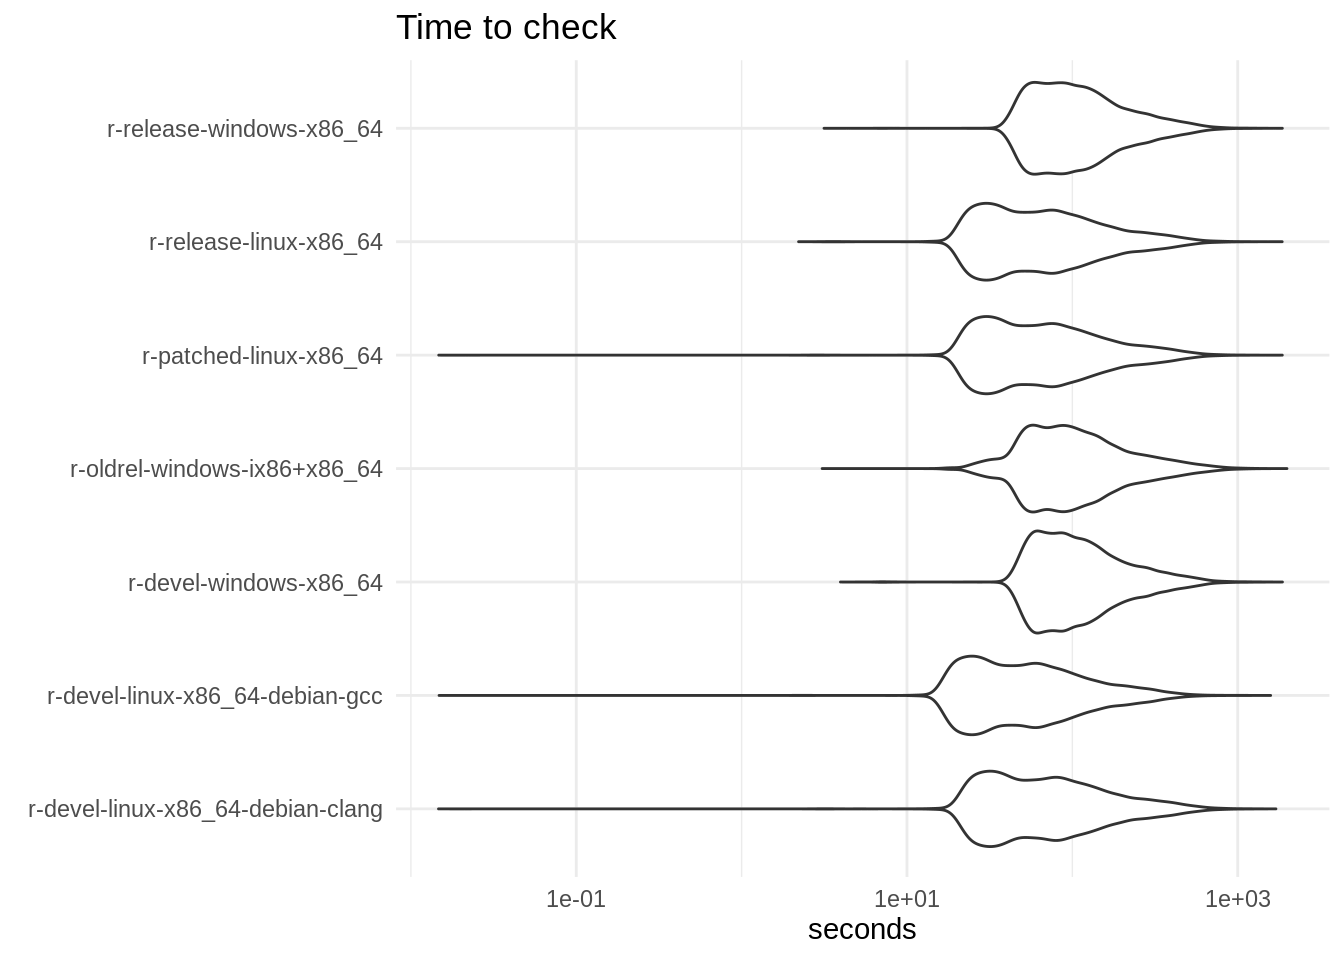 Time to check
r-release-windows-x86_64
r-release-linux-x86_64
r-patched-linux-x86_64
r-oldrel-windows-ix86+x86_64
r-devel-windows-x86_64
r-devel-linux-x86_64-debian-gcc
r-devel-linux-x86_64-debian-clang
1e-01 1e+01 1e+03
seconds